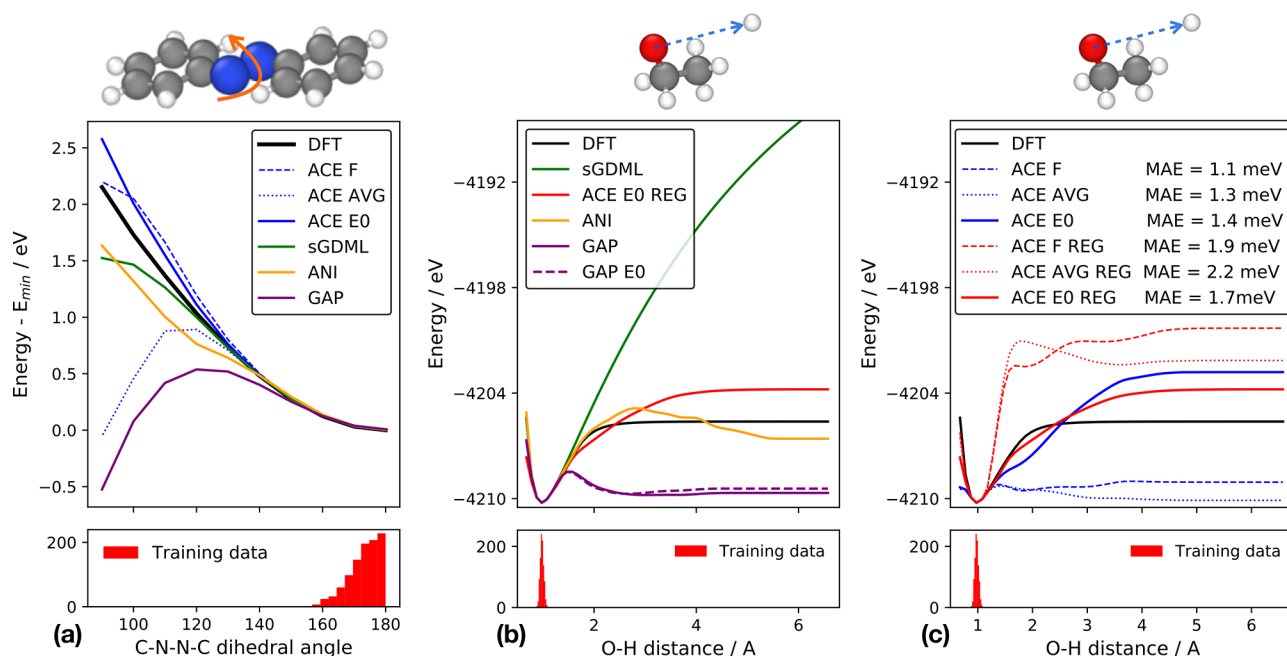 Energy - E_min / eV
2.5
2.0
1.5
1.0
0.5
0.0
−0.5
DFT
ACE F
ACE AVG
ACE E0
sGDML
ANI
GAP
200
0
Training data
100 120 140 160 180
(a) C-N-N-C dihedral angle
Energy / eV
−4192
−4198
−4204
−4210
DFT
sGDML
ACE E0 REG
ANI
GAP
GAP E0
200
0
Training data
2 4 6
(b) O-H distance / A
Energy / eV
−4192
−4198
−4204
−4210
DFT
ACE F MAE = 1.1 meV
ACE AVG MAE = 1.3 meV
ACE E0 MAE = 1.4 meV
ACE F REG MAE = 1.9 meV
ACE AVG REG MAE = 2.2 meV
ACE E0 REG MAE = 1.7meV
200
0
Training data
1 2 3 4 5 6
(c) O-H distance / A